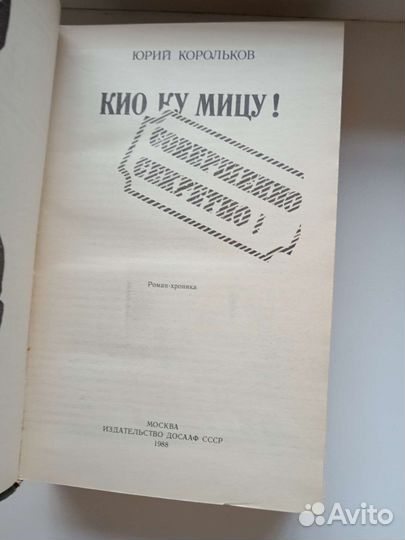 ЮРИЙ КОРОЛЬКОВ
КИО КУ МИЦУ!
СОВЕРШЕННО
СЕКРЕТНО!
Роман-хроника
МОСКВА
ИЗДАТЕЛЬСТВО ДОСААФ СССР
1988
Avito